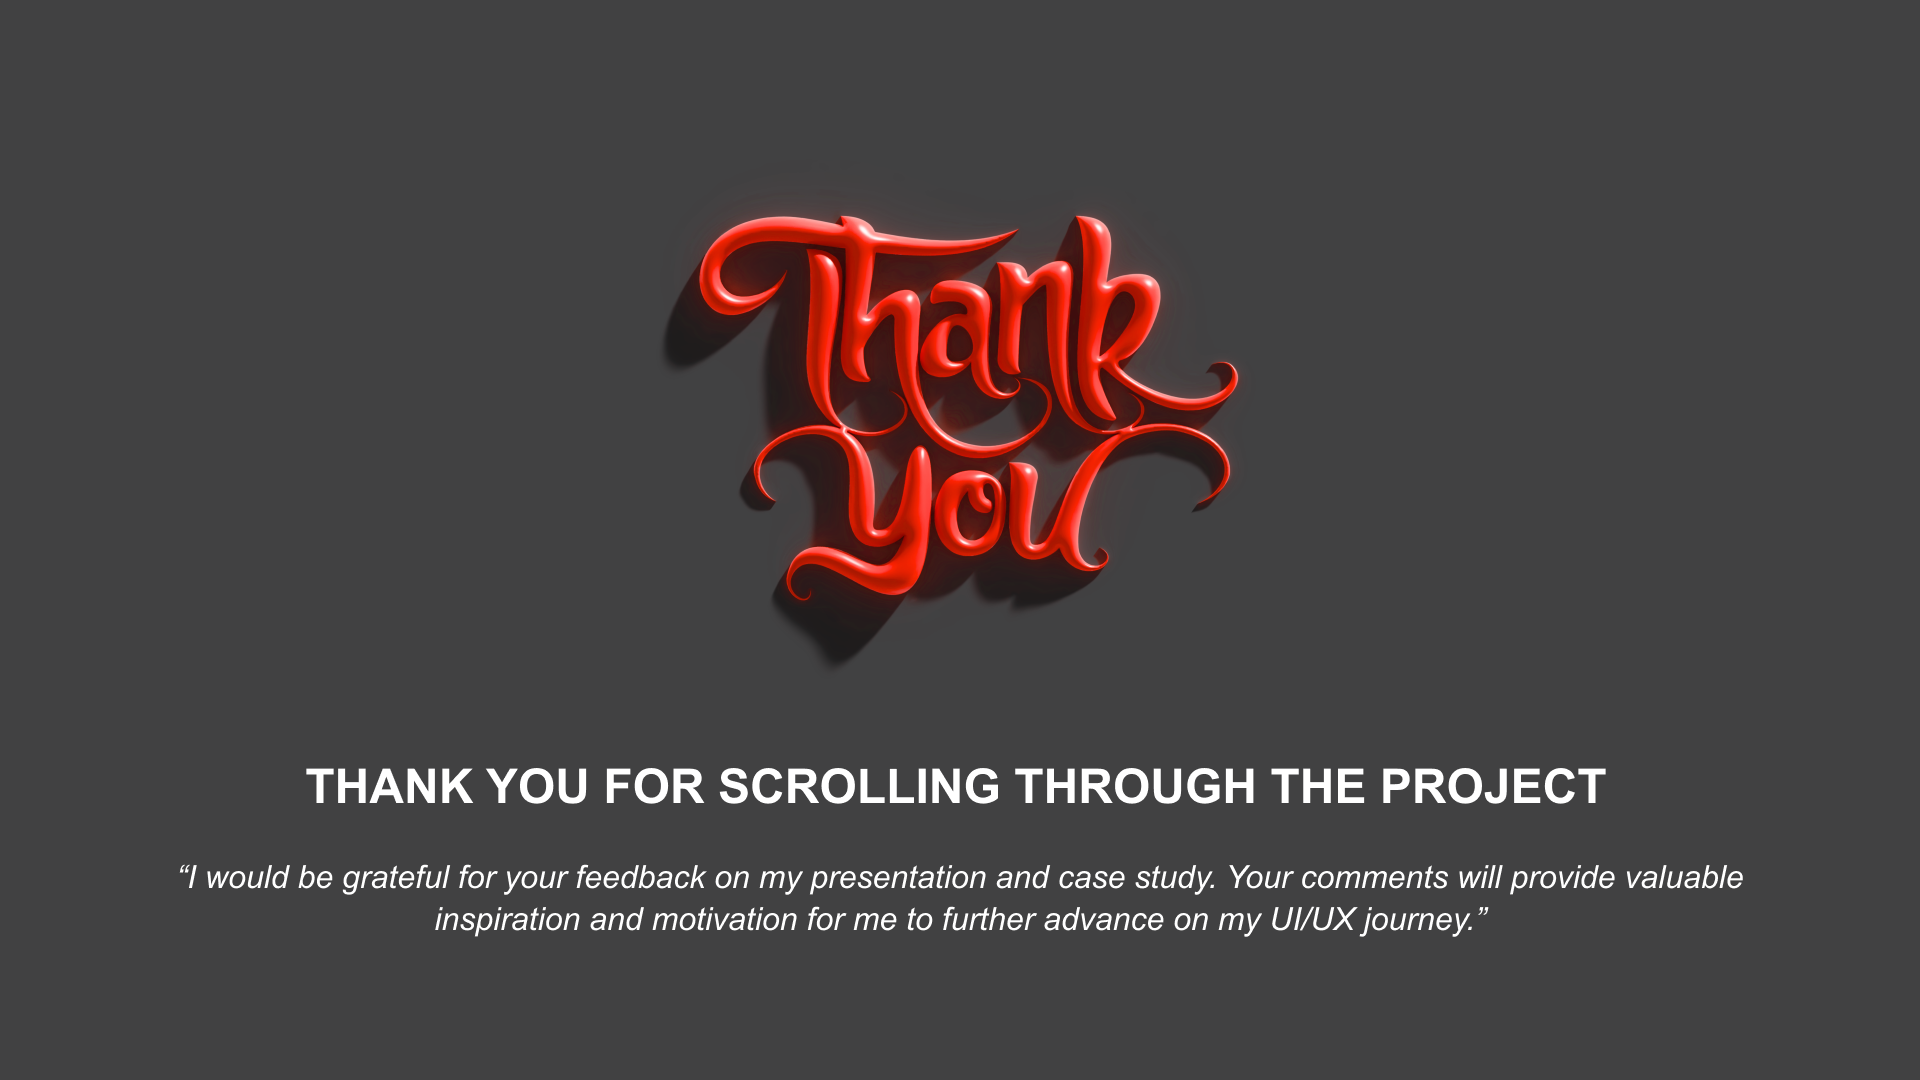 Thank
You
THANK YOU FOR SCROLLING THROUGH THE PROJECT
“I would be grateful for your feedback on my presentation and case study. Your comments will provide valuable
inspiration and motivation for me to further advance on my UI/UX journey.”